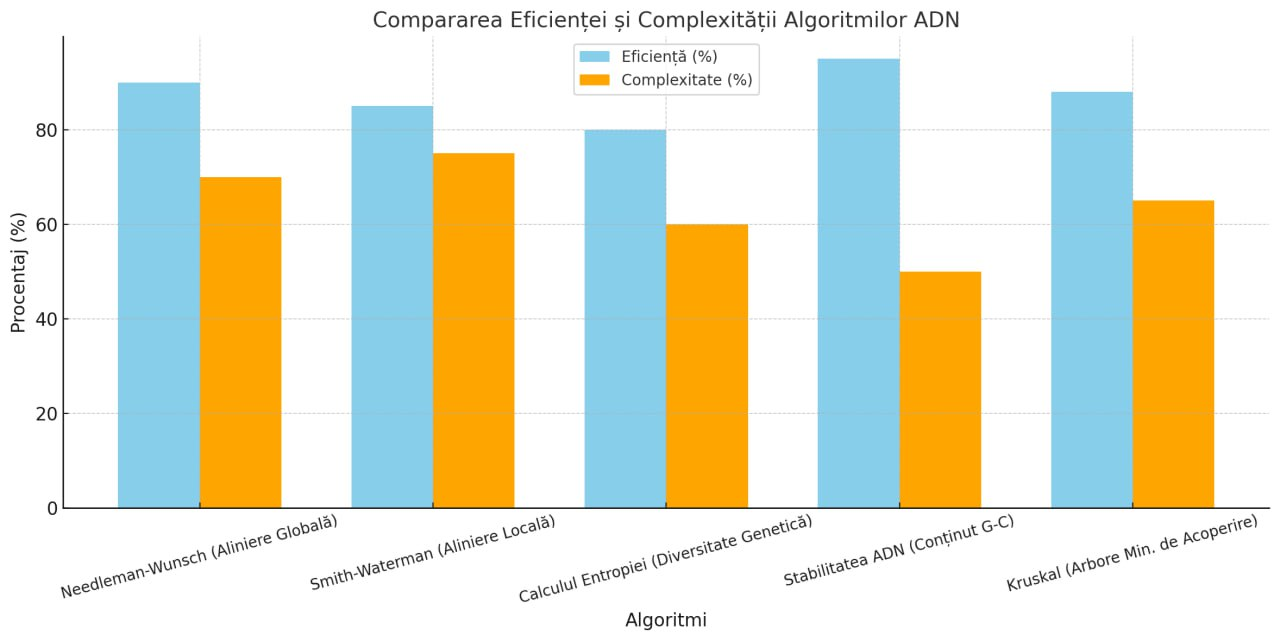 Compararea Eficienței și Complexității Algoritmilor ADN
Eficiență (%)
Complexitate (%)
Procentaj (%)
80
60
40
20
0
Needleman-Wunsch (Aliniere Globală)
Smith-Waterman (Aliniere Locală)
Calculul Entropiei (Diversitate Genetică)
Stabilitatea ADN (Conținut G-C)
Kruskal (Arbore Min. de Acoperire)
Algoritmi